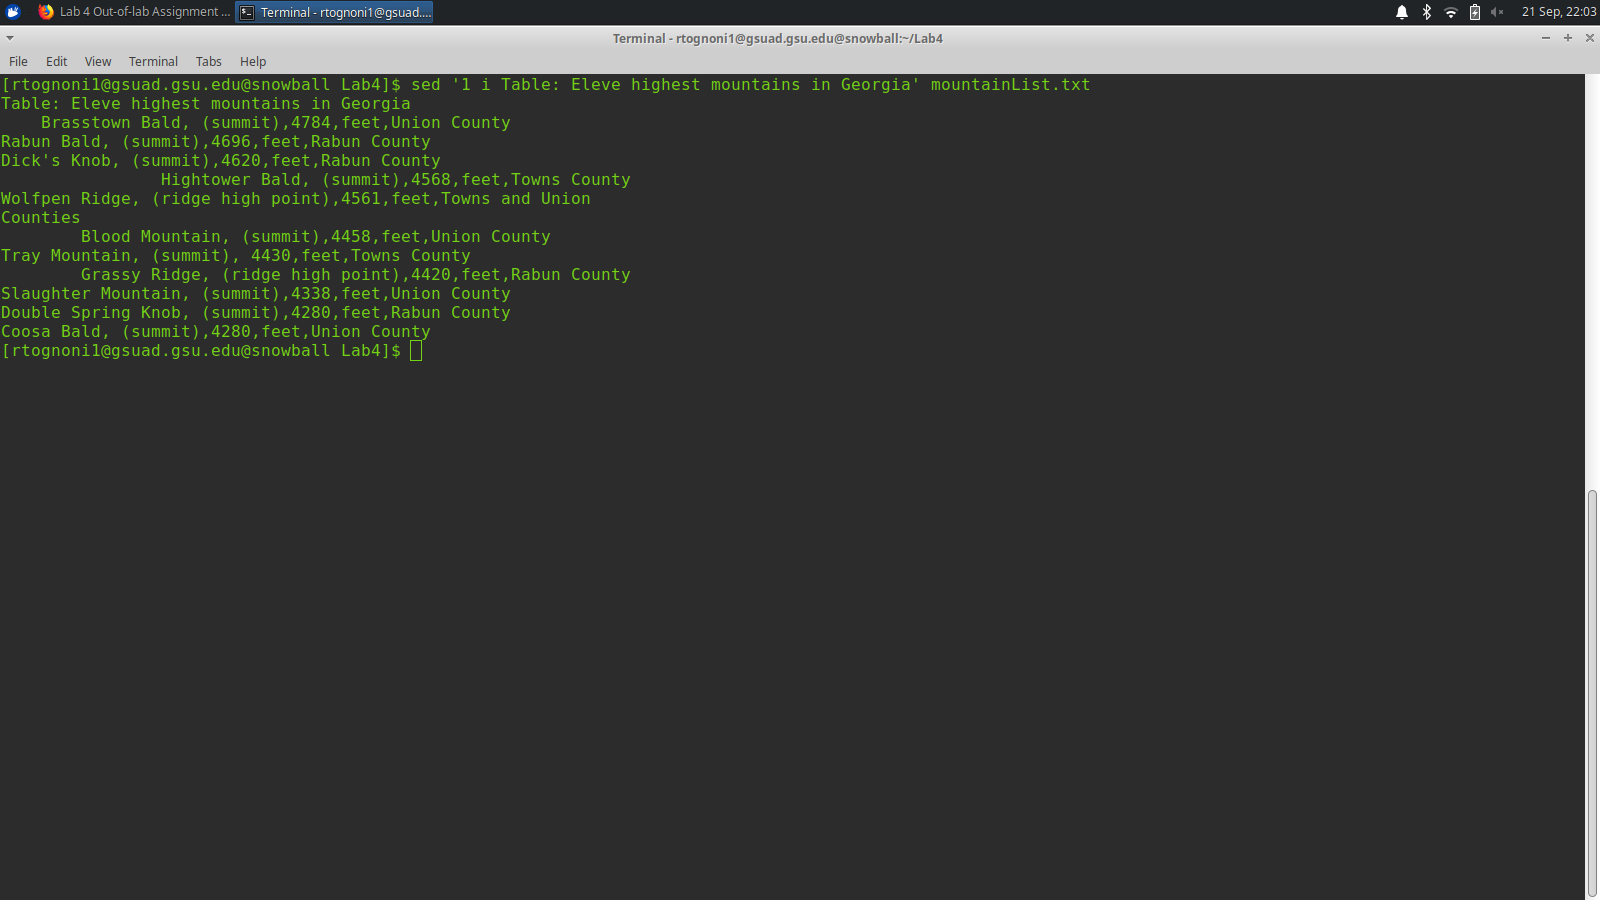 Lab 4 Out-of-lab Assignment ...
Terminal - rtognoni1@gsuad....
21 Sep, 22:03
Terminal - rtognoni1@gsuad.gsu.edu@snowball:~/Lab4
File Edit View Terminal Tabs Help
[rtognoni1@gsuad.gsu.edu@snowball Lab4]$ sed '1 i Table: Eleve highest mountains in Georgia' mountainList.txt
Table: Eleve highest mountains in Georgia
    Brasstown Bald, (summit),4784,feet,Union County
Rabun Bald, (summit),4696,feet,Rabun County
Dick's Knob, (summit),4620,feet,Rabun County
                Hightower Bald, (summit),4568,feet,Towns County
Wolfpen Ridge, (ridge high point),4561,feet,Towns and Union
Counties
        Blood Mountain, (summit),4458,feet,Union County
Tray Mountain, (summit), 4430,feet,Towns County
        Grassy Ridge, (ridge high point),4420,feet,Rabun County
Slaughter Mountain, (summit),4338,feet,Union County
Double Spring Knob, (summit),4280,feet,Rabun County
Coosa Bald, (summit),4280,feet,Union County
[rtognoni1@gsuad.gsu.edu@snowball Lab4]$